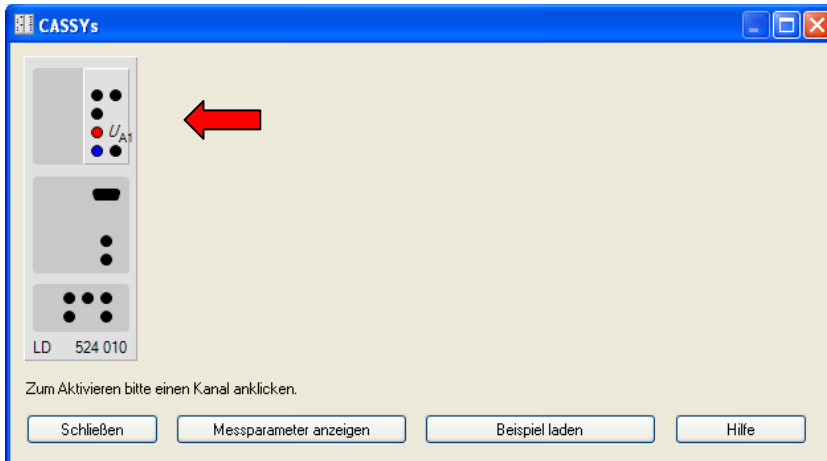 CASSYs
UA1
LD 524 010
Zum Aktivieren bitte einen Kanal anklicken.
Schließen Messparameter anzeigen Beispiel laden Hilfe